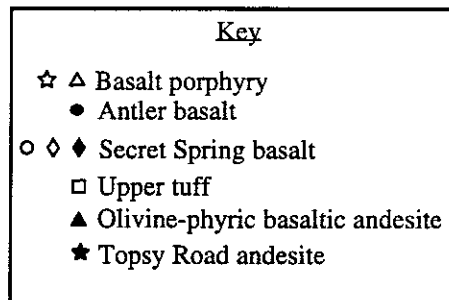 Key
☆ △ Basalt porphyry
● Antler basalt
○ ◇ ◆ Secret Spring basalt
□ Upper tuff
▲ Olivine-phyric basaltic andesite
★ Topsy Road andesite